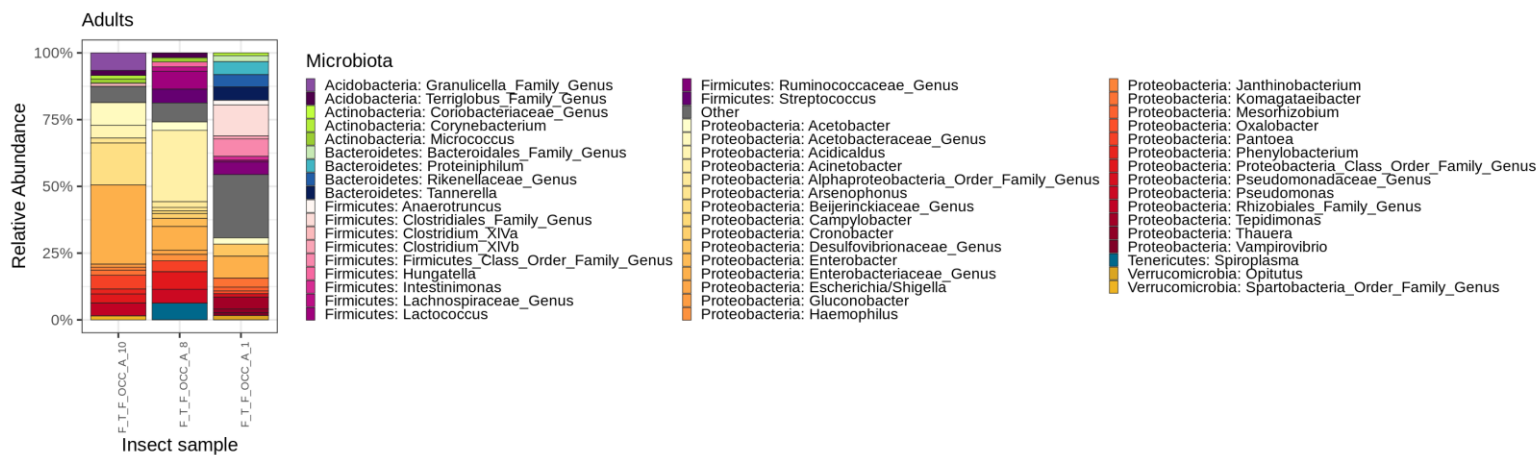 Adults
100%
75%
50%
25%
0%
Relative Abundance
F_T_F_OCC_A_10
F_T_F_OCC_A_8
F_T_F_OCC_A_1
Insect sample
Microbiota
Acidobacteria: Granulicella_Family_Genus
Acidobacteria: Terriglobus_Family_Genus
Actinobacteria: Coriobacteriaceae_Genus
Actinobacteria: Corynebacterium
Actinobacteria: Micrococcus
Bacteroidetes: Bacteroidales_Family_Genus
Bacteroidetes: Proteiniphilum
Bacteroidetes: Rikenellaceae_Genus
Bacteroidetes: Tannerella
Firmicutes: Anaerotruncus
Firmicutes: Clostridiales_Family_Genus
Firmicutes: Clostridium_XlVa
Firmicutes: Clostridium_XlVb
Firmicutes: Firmicutes_Class_Order_Family_Genus
Firmicutes: Hungatella
Firmicutes: Intestinimonas
Firmicutes: Lachnospiraceae_Genus
Firmicutes: Lactococcus
Firmicutes: Ruminococcaceae_Genus
Firmicutes: Streptococcus
Other
Proteobacteria: Acetobacter
Proteobacteria: Acetobacteraceae_Genus
Proteobacteria: Acidicaldus
Proteobacteria: Acinetobacter
Proteobacteria: Alphaproteobacteria_Order_Family_Genus
Proteobacteria: Arsenophonus
Proteobacteria: Beijerinckiaceae_Genus
Proteobacteria: Campylobacter
Proteobacteria: Cronobacter
Proteobacteria: Desulfovibrionaceae_Genus
Proteobacteria: Enterobacter
Proteobacteria: Enterobacteriaceae_Genus
Proteobacteria: Escherichia/Shigella
Proteobacteria: Gluconobacter
Proteobacteria: Haemophilus
Proteobacteria: Janthinobacterium
Proteobacteria: Komagataeibacter
Proteobacteria: Mesorhizobium
Proteobacteria: Oxalobacter
Proteobacteria: Pantoea
Proteobacteria: Phenylobacterium
Proteobacteria: Proteobacteria_Class_Order_Family_Genus
Proteobacteria: Pseudomonadaceae_Genus
Proteobacteria: Pseudomonas
Proteobacteria: Rhizobiales_Family_Genus
Proteobacteria: Tepidimonas
Proteobacteria: Thauera
Proteobacteria: Vampirovibrio
Tenericutes: Spiroplasma
Verrucomicrobia: Opitutus
Verrucomicrobia: Spartobacteria_Order_Family_Genus